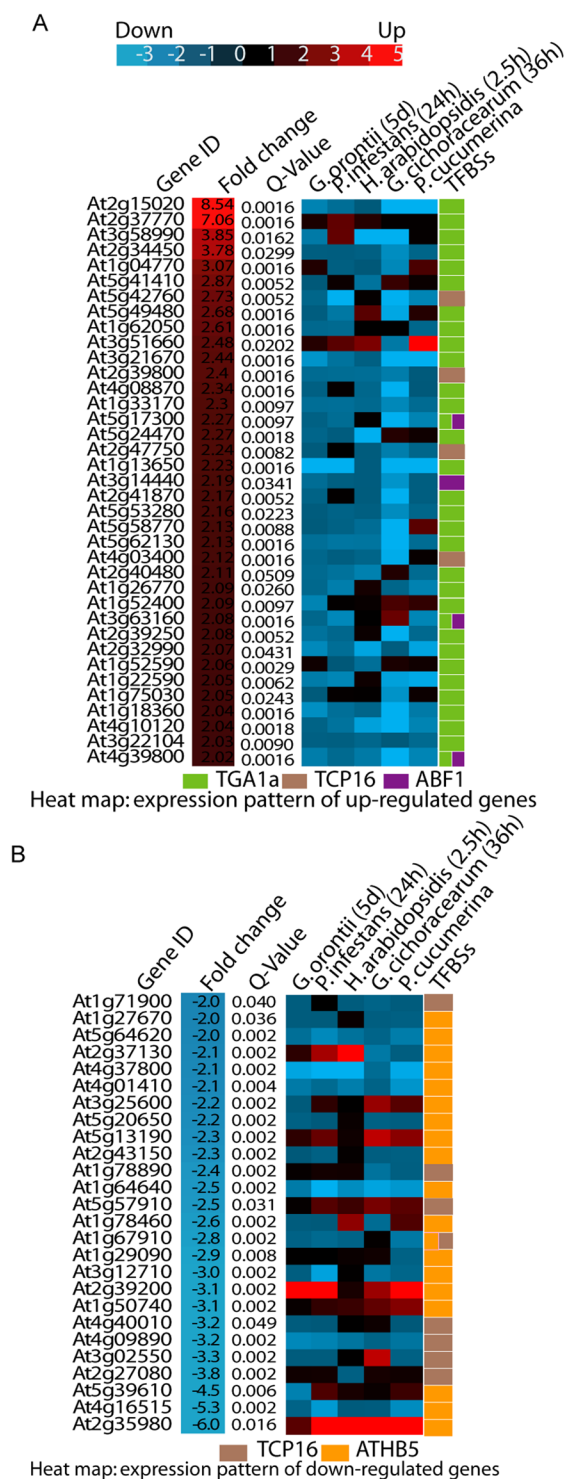 A
Down Up
-3 -2 -1 0 1 2 3 4 5
Gene ID Fold change Q-Value G.orontii (5d) P.infestans (24h) H.arabidopsidis (2.5h) G.cichoracearum (36h) P.cucumerina TFBSs
At2g15020 8.54 0.0016
At2g37770 7.06 0.0016
At3g58990 3.85 0.0162
At2g34450 3.78 0.0299
At1g04770 3.07 0.0016
At5g41410 2.87 0.0052
At5g42760 2.73 0.0052
At5g49480 2.68 0.0016
At1g62050 2.61 0.0016
At3g51660 2.48 0.0202
At3g21670 2.44 0.0016
At2g39800 2.4 0.0016
At4g08870 2.34 0.0016
At1g33170 2.3 0.0097
At5g17300 2.27 0.0097
At5g24470 2.27 0.0018
At2g47750 2.24 0.0082
At1g13650 2.23 0.0016
At3g14440 2.19 0.0341
At2g41870 2.17 0.0052
At5g53280 2.16 0.0223
At5g58770 2.13 0.0088
At5g62130 2.13 0.0016
At4g03400 2.12 0.0016
At2g40480 2.11 0.0509
At1g26770 2.09 0.0260
At1g52400 2.09 0.0097
At3g63160 2.08 0.0016
At2g39250 2.08 0.0052
At2g32990 2.07 0.0431
At1g52590 2.06 0.0029
At1g22590 2.05 0.0062
At1g75030 2.05 0.0243
At1g18360 2.04 0.0016
At4g10120 2.04 0.0018
At3g22104 2.03 0.0090
At4g39800 2.02 0.0016
TGA1a TCP16 ABF1
Heat map: expression pattern of up-regulated genes
B
Gene ID Fold change Q-Value G.orontii (5d) P.infestans (24h) H.arabidopsidis (2.5h) G.cichoracearum (36h) P.cucumerina TFBSs
At1g71900 -2.0 0.040
At1g27670 -2.0 0.036
At5g64620 -2.0 0.002
At2g37130 -2.1 0.002
At4g37800 -2.1 0.002
At4g01410 -2.1 0.004
At3g25600 -2.2 0.002
At5g20650 -2.2 0.002
At5g13190 -2.3 0.002
At2g43150 -2.3 0.002
At1g78890 -2.4 0.002
At1g64640 -2.5 0.002
At5g57910 -2.5 0.031
At1g78460 -2.6 0.002
At1g67910 -2.8 0.002
At1g29090 -2.9 0.008
At3g12710 -3.0 0.002
At2g39200 -3.1 0.002
At1g50740 -3.1 0.002
At4g40010 -3.2 0.049
At4g09890 -3.2 0.002
At3g02550 -3.3 0.002
At2g27080 -3.8 0.002
At5g39610 -4.5 0.006
At4g16515 -5.3 0.002
At2g35980 -6.0 0.016
TCP16 ATHB5
Heat map: expression pattern of down-regulated genes